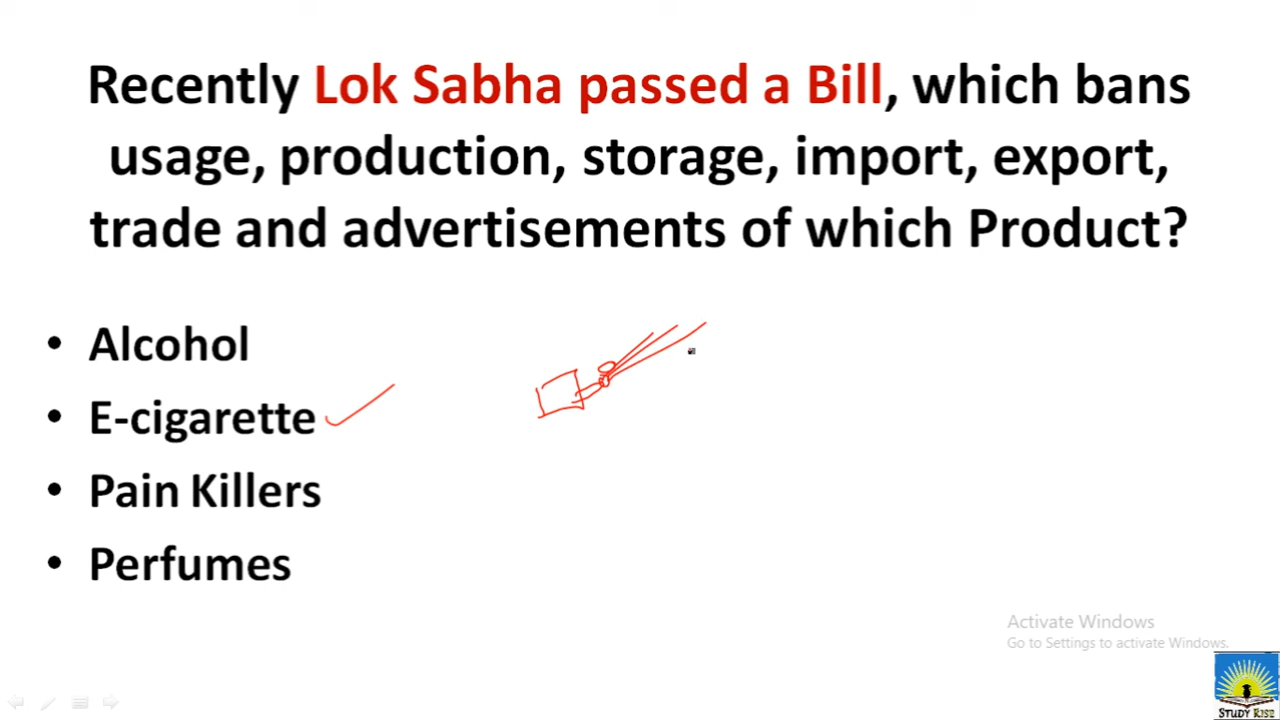 Recently Lok Sabha passed a Bill, which bans
usage, production, storage, import, export,
trade and advertisements of which Product?
• Alcohol
• E-cigarette
• Pain Killers
• Perfumes
Activate Windows
Go to Settings to activate Windows.
STUDY RISE